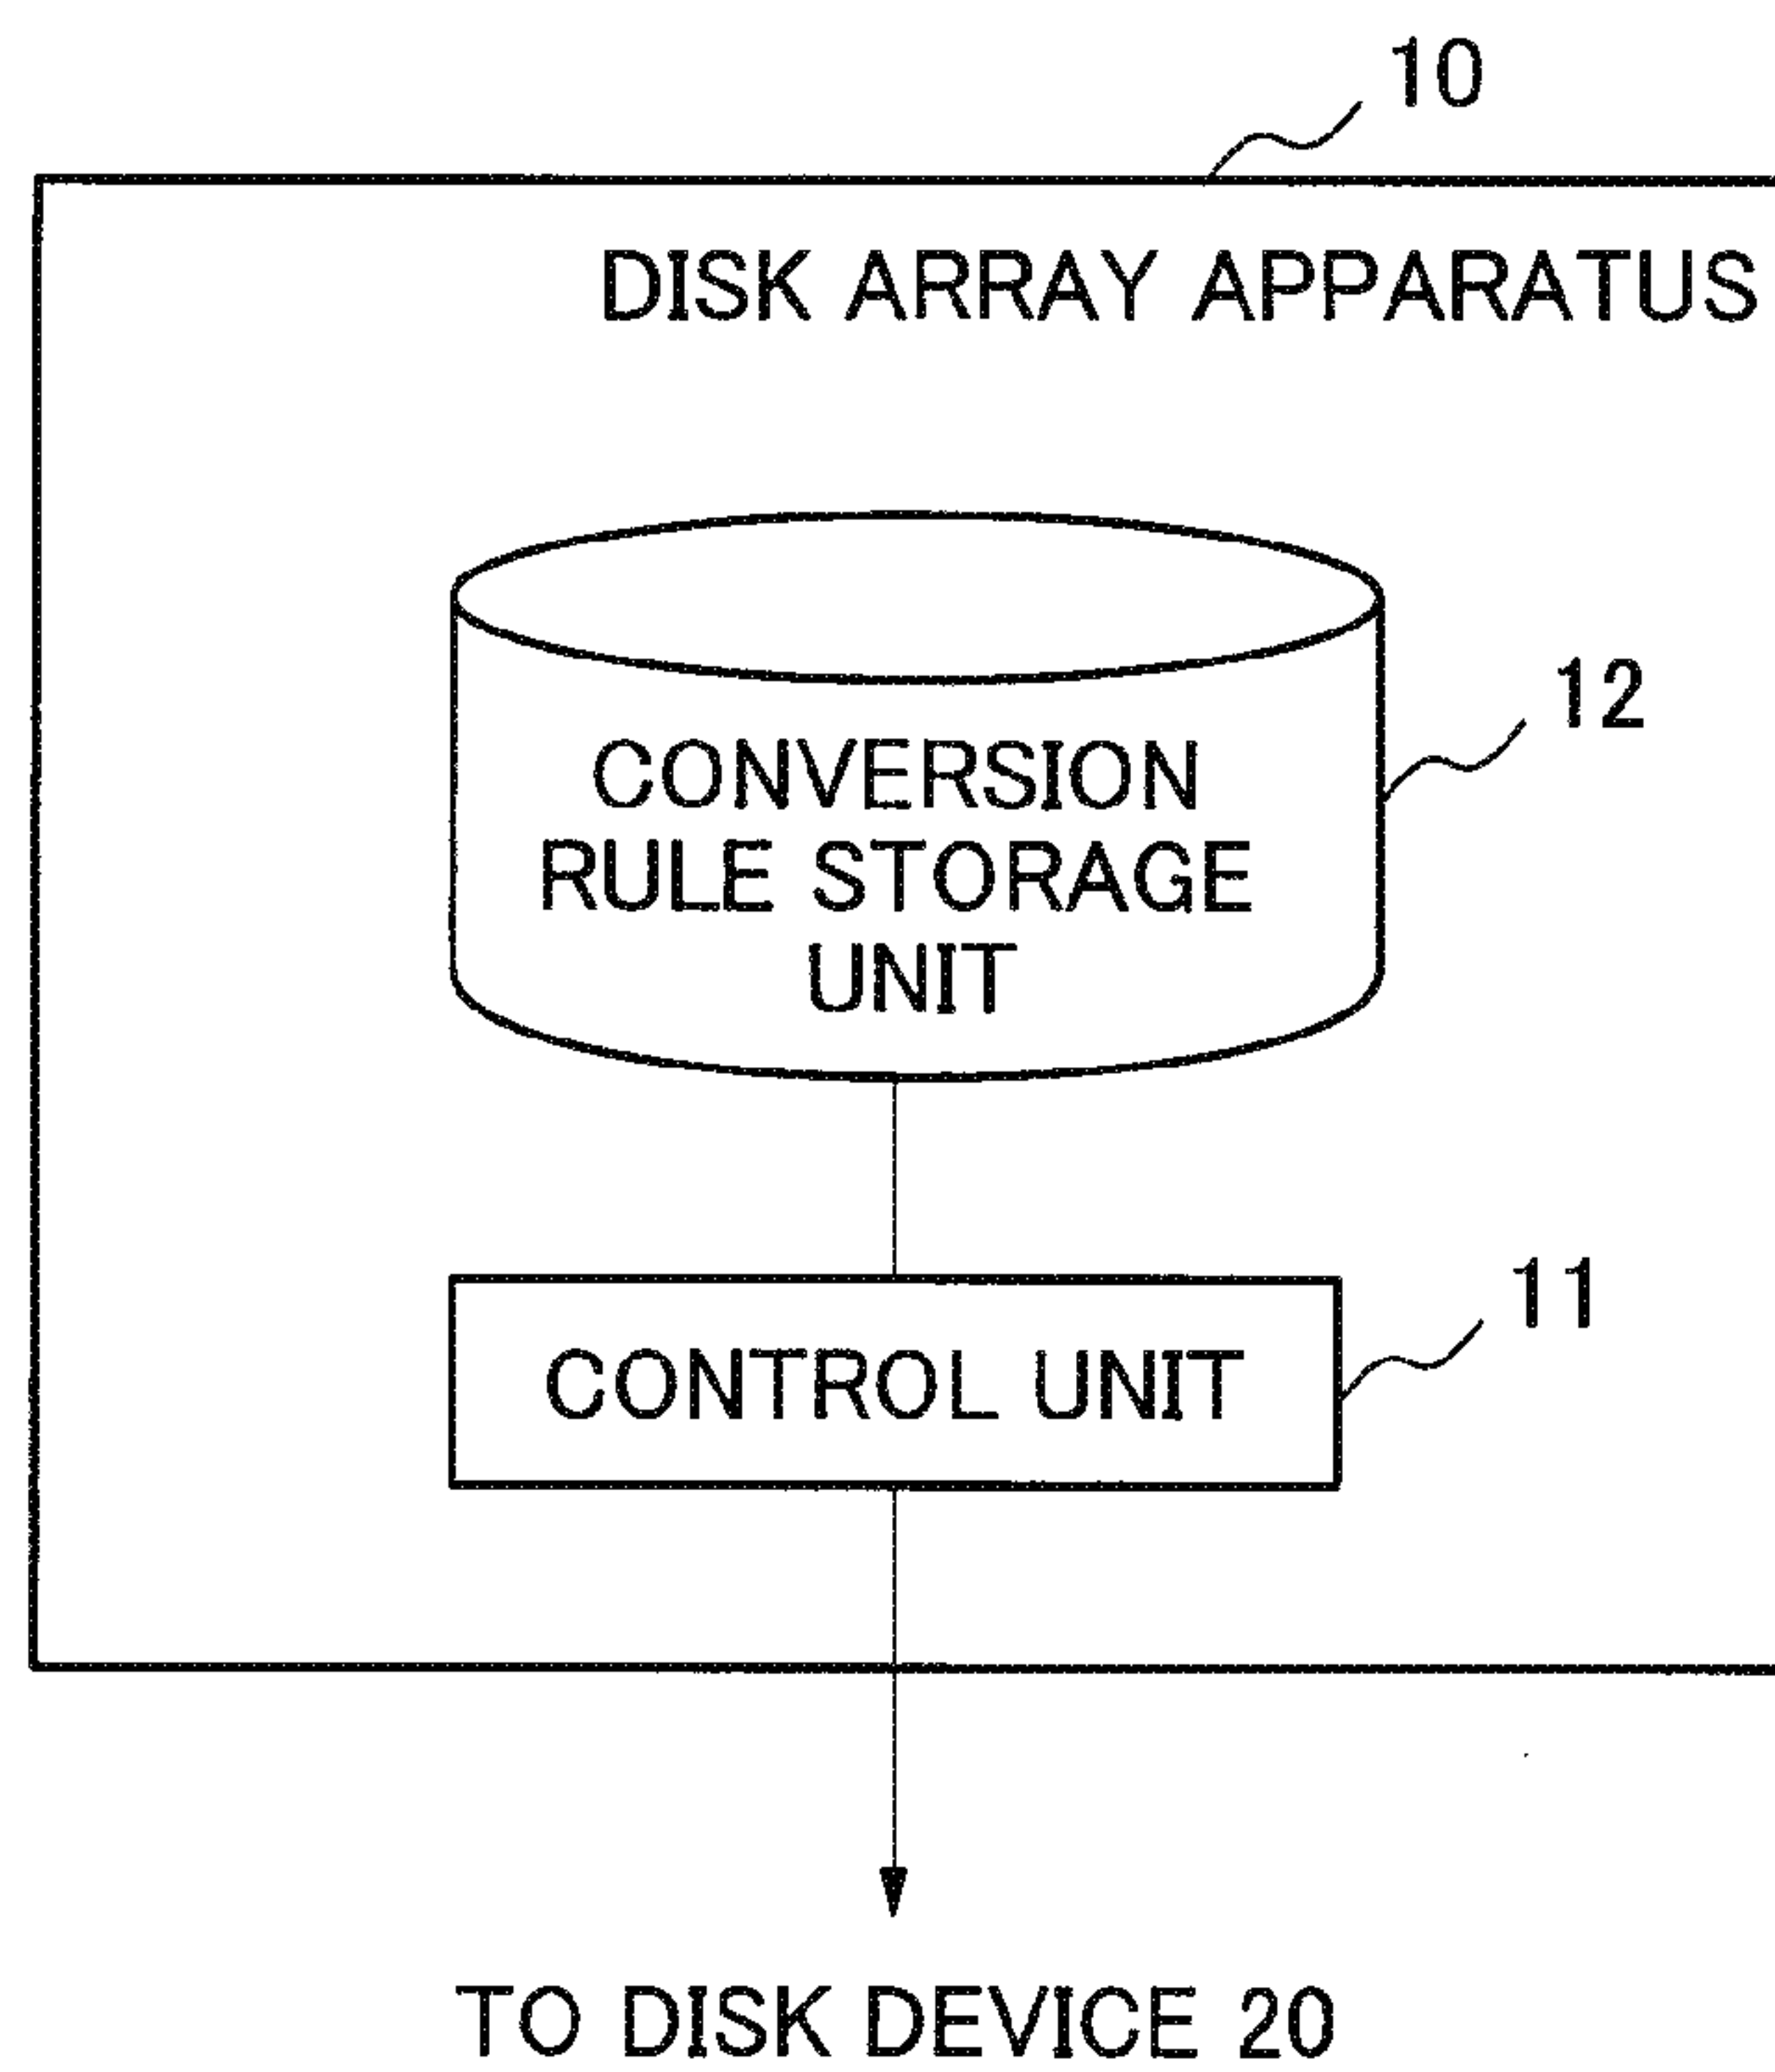 10
DISK ARRAY APPARATUS
12
CONVERSION
RULE STORAGE
UNIT
11
CONTROL UNIT
TO DISK DEVICE 20